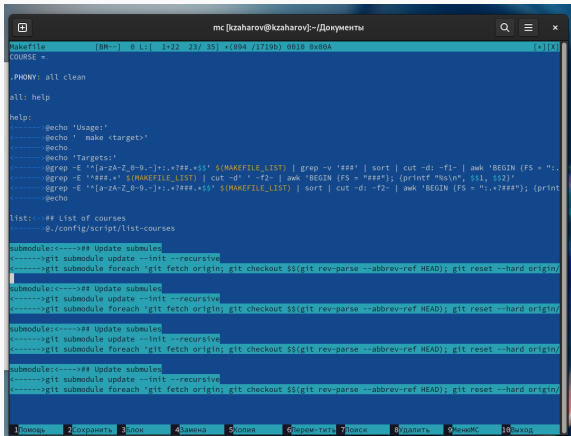 mc [kzaharov@kzaharov]:~/Документы
Makefile [BM--] 0 L:[ 1+22 23/ 35] *(894 /1719b) 0010 0x00A [*][X]
COURSE =
.PHONY: all clean
all: help
help:
<------>@echo 'Usage:'
<------>@echo '  make <target>'
<------>@echo
<------>@echo 'Targets:'
<------>@grep -E '^[a-zA-Z_0-9.-]+:.*?##.*$$' $(MAKEFILE_LIST) | grep -v '###' | sort | cut -d: -f1- | awk 'BEGIN {FS = ":.
<------>@grep -E '^###.*' $(MAKEFILE_LIST) | cut -d' ' -f2- | awk 'BEGIN {FS = "###"}; {printf "%s\n", $$1, $$2}'
<------>@grep -E '^[a-zA-Z_0-9.-]+:.*?###.*$$' $(MAKEFILE_LIST) | sort | cut -d: -f2- | awk 'BEGIN {FS = ":.*?###"}; {print
<------>@echo
list:<-->## List of courses
<------>@./config/script/list-courses
submodule:<---->## Update submules
<------>git submodule update --init --recursive
<------>git submodule foreach 'git fetch origin; git checkout $$(git rev-parse --abbrev-ref HEAD); git reset --hard origin/
submodule:<---->## Update submules
<------>git submodule update --init --recursive
<------>git submodule foreach 'git fetch origin; git checkout $$(git rev-parse --abbrev-ref HEAD); git reset --hard origin/
submodule:<---->## Update submules
<------>git submodule update --init --recursive
<------>git submodule foreach 'git fetch origin; git checkout $$(git rev-parse --abbrev-ref HEAD); git reset --hard origin/
submodule:<---->## Update submules
<------>git submodule update --init --recursive
<------>git submodule foreach 'git fetch origin; git checkout $$(git rev-parse --abbrev-ref HEAD); git reset --hard origin/
1Помощь 2Сохранить 3Блок 4Замена 5Копия 6Перем~тить 7Поиск 8Удалить 9МенюMC 10Выход